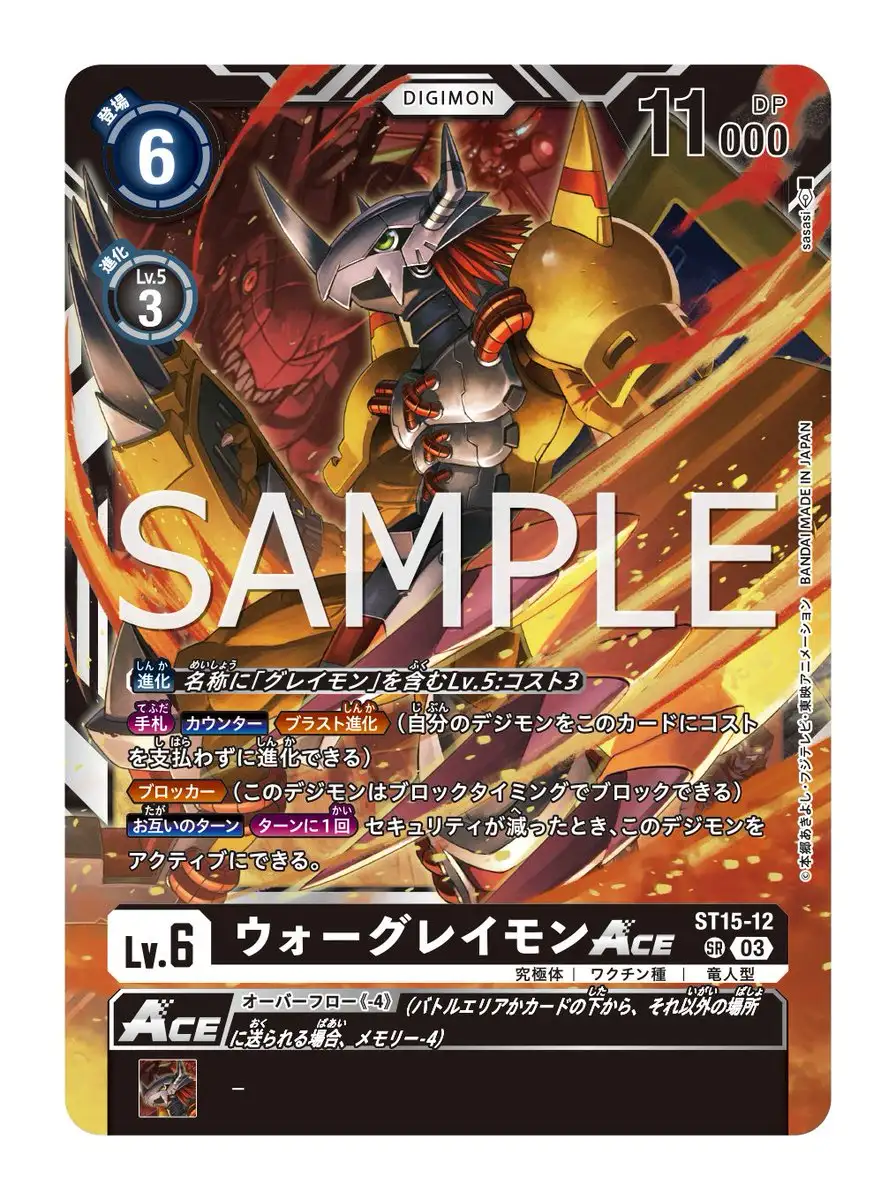 DIGIMON
登場
6
11000 DP
進化
Lv.5
3
sasasi
SAMPLE
進化 名称に「グレイモン」を含むLv.5:コスト3
手札 カウンター ブラスト進化 (自分のデジモンをこのカードにコスト
を支払わずに進化できる)
ブロッカー (このデジモンはブロックタイミングでブロックできる)
お互いのターン ターンに1回 セキュリティが減ったとき、このデジモンを
アクティブにできる。
©本郷あきよし・フジテレビ・東映アニメーション BANDAI MADE IN JAPAN
ST15-12
Lv.6 ウォーグレイモンACE SR 03
究極体 | ワクチン種 | 竜人型
ACE オーバーフロー《-4》 (バトルエリアかカードの下から、それ以外の場所
に送られる場合、メモリー-4)
–